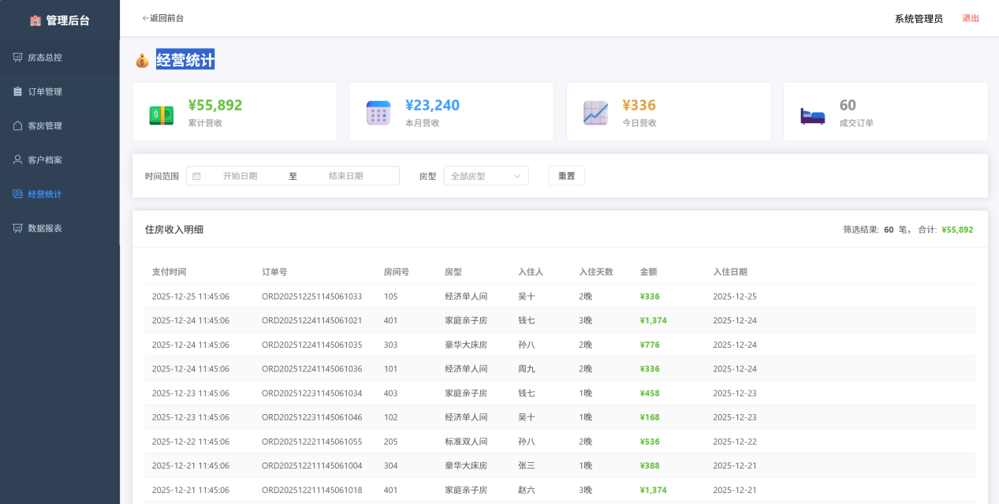 管理后台
←返回前台
系统管理员 退出
房态总控
订单管理
客房管理
客户档案
经营统计
数据报表
经营统计
¥55,892
累计营收
¥23,240
本月营收
¥336
今日营收
60
成交订单
时间范围 开始日期 至 结束日期 房型 全部房型 重置
住房收入明细 筛选结果: 60 笔， 合计: ¥55,892
支付时间 订单号 房间号 房型 入住人 入住天数 金额 入住日期
2025-12-25 11:45:06 ORD202512251145061033 105 经济单人间 吴十 2晚 ¥336 2025-12-25
2025-12-24 11:45:06 ORD202512241145061021 401 家庭亲子房 钱七 3晚 ¥1,374 2025-12-24
2025-12-24 11:45:06 ORD202512241145061035 303 豪华大床房 孙八 2晚 ¥776 2025-12-24
2025-12-24 11:45:06 ORD202512241145061036 101 经济单人间 周九 2晚 ¥336 2025-12-24
2025-12-23 11:45:06 ORD202512231145061034 403 家庭亲子房 钱七 1晚 ¥458 2025-12-23
2025-12-23 11:45:06 ORD202512231145061046 102 经济单人间 吴十 1晚 ¥168 2025-12-23
2025-12-22 11:45:06 ORD202512221145061055 205 标准双人间 孙八 2晚 ¥536 2025-12-22
2025-12-21 11:45:06 ORD202512211145061004 304 豪华大床房 张三 1晚 ¥388 2025-12-21
2025-12-21 11:45:06 ORD202512211145061018 401 家庭亲子房 赵六 3晚 ¥1,374 2025-12-21